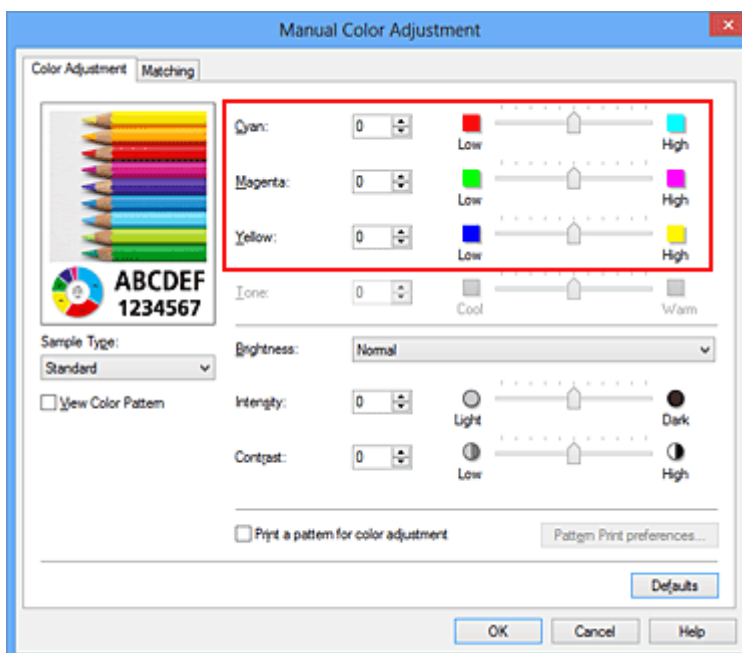 Manual Color Adjustment
Color Adjustment Matching
Cyan: 0 Low High
Magenta: 0 Low High
Yellow: 0 Low High
ABCDEF
1234567
Tone: 0 Cool Warm
Sample Type:
Standard
View Color Pattern
Brightness: Normal
Intensity: 0 Light Dark
Contrast: 0 Low High
Print a pattern for color adjustment Pattern Print preferences...
Defaults
OK Cancel Help